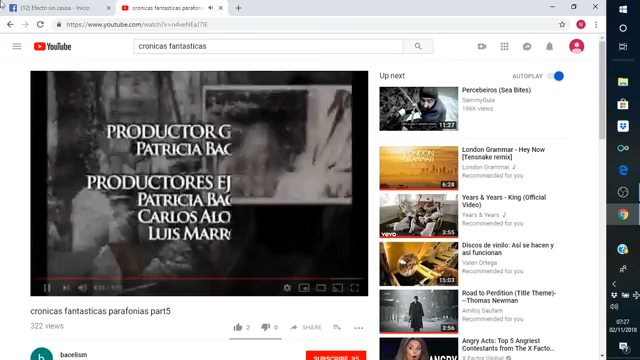 (12) Efecto sin causa - Inicio
cronicas fantasticas parafoni
https://www.youtube.com/watch?v=n4veNEaJ7lE
YouTube
cronicas fantasticas
PRODUCTOR G
PATRICIA BAC
PRODUCTORES EJ
PATRICIA BAC
CARLOS ALO
LUIS MARR
cronicas fantasticas parafonias part5
322 views
2
0
SHARE
bacelism
SUBSCRIBE 95
Up next
AUTOPLAY
Percebeiros (Sea Bites)
SammyGuia
196K views
11:27
London Grammar - Hey Now
[Tensnake remix]
London Grammar
Recommended for you
6:28
Years & Years - King (Official
Video)
Years & Years
Recommended for you
vevo
3:55
Discos de vinilo: Así se hacen y
así funcionan
Valen Ortega
Recommended for you
15:03
Road to Perdition (Title Theme)-
--Thomas Newman
Amitoj Gautam
Recommended for you
3:56
Angry Acts: Top 5 Angriest
Contestants from The X Factor
X Factor Global
07:27
02/11/2018